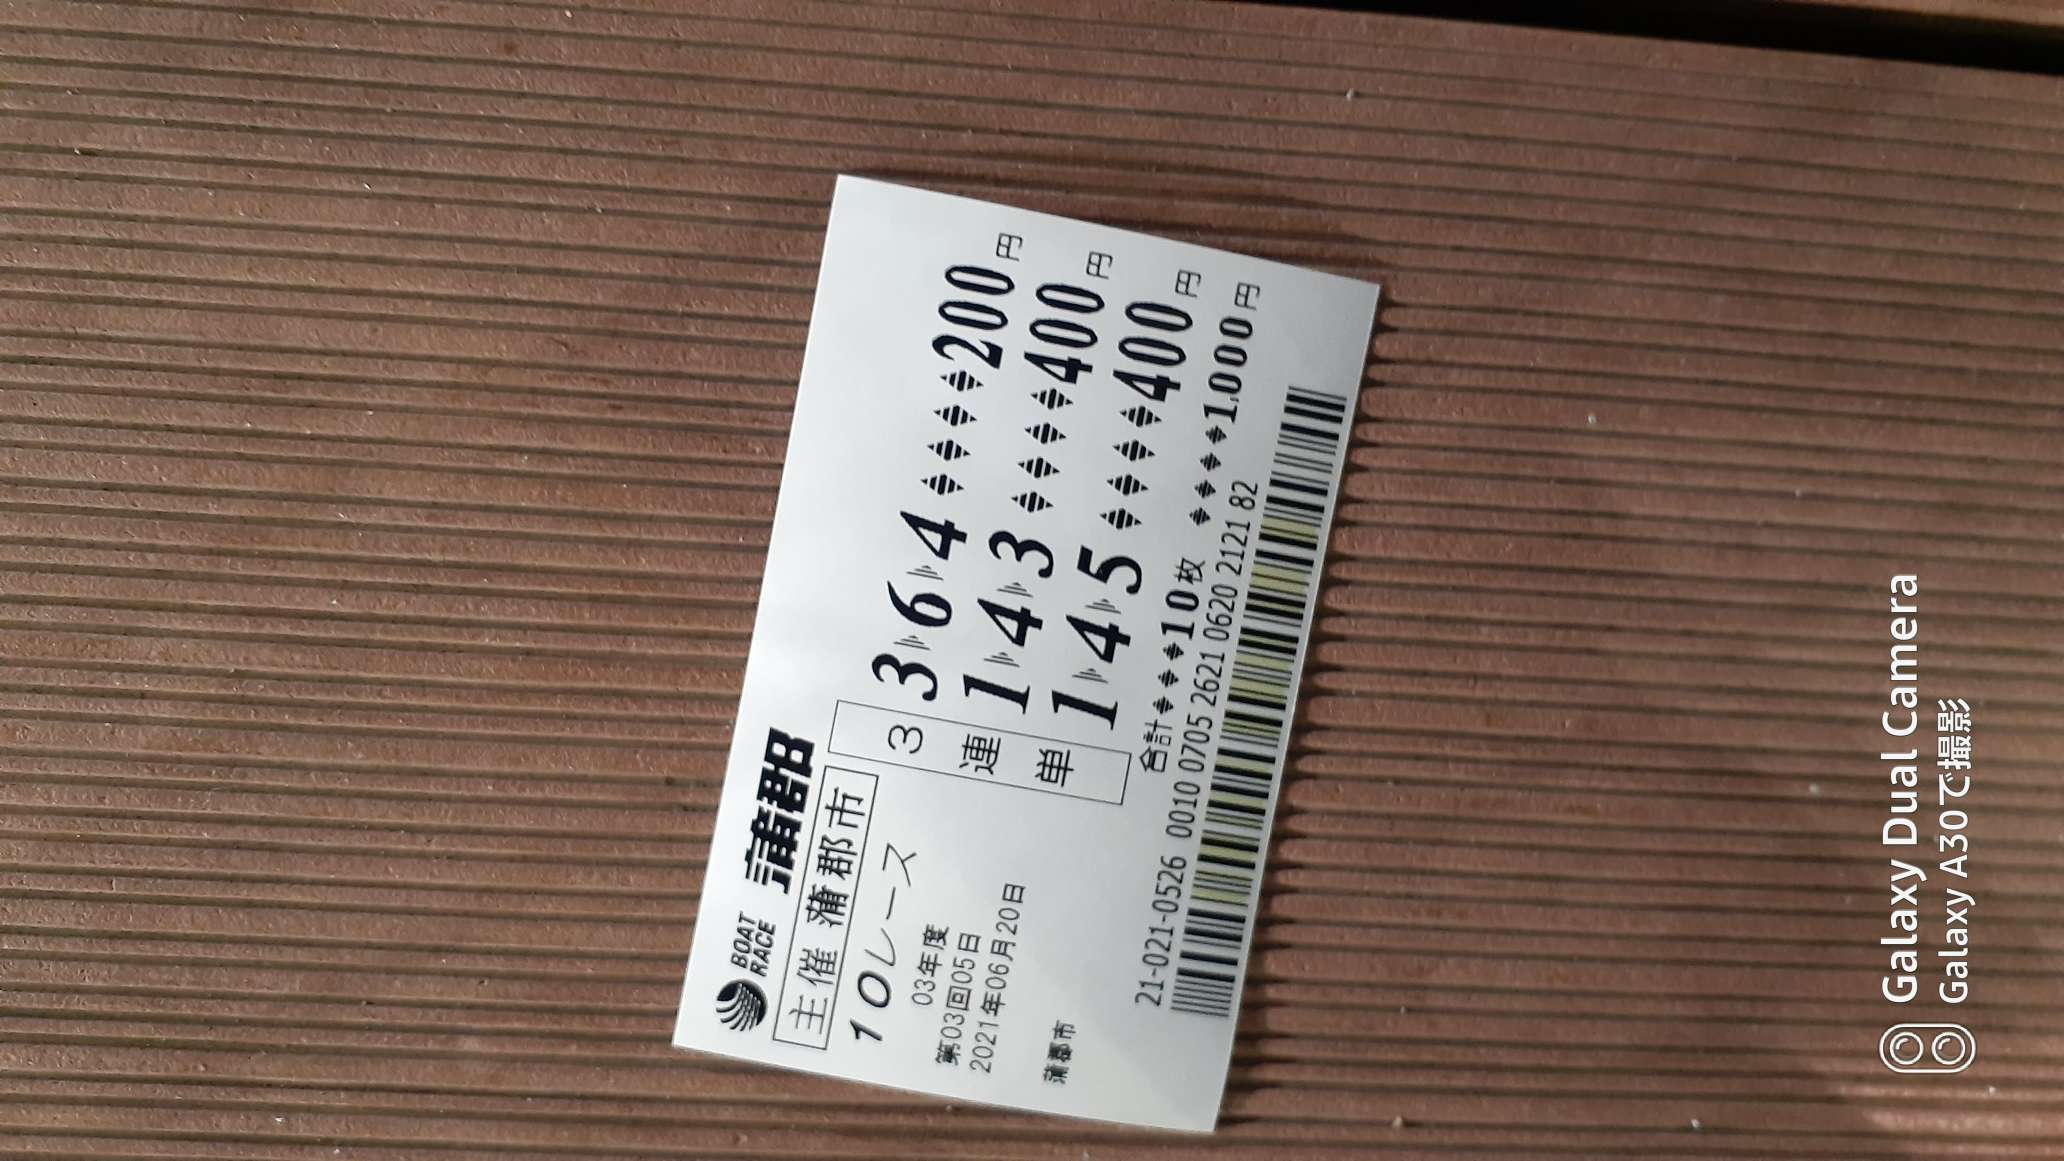 BOAT RACE 蒲郡
主催 蒲郡市
10レース
03年度
第03回05日
2021年06月20日
蒲郡市
3連単
3 6 4 200円
1 4 3 400円
1 4 5 400円
合計 10枚 1,000円
21-021-0526 0010 0705 2621 0620 2121 82
Galaxy Dual Camera
Galaxy A30で撮影